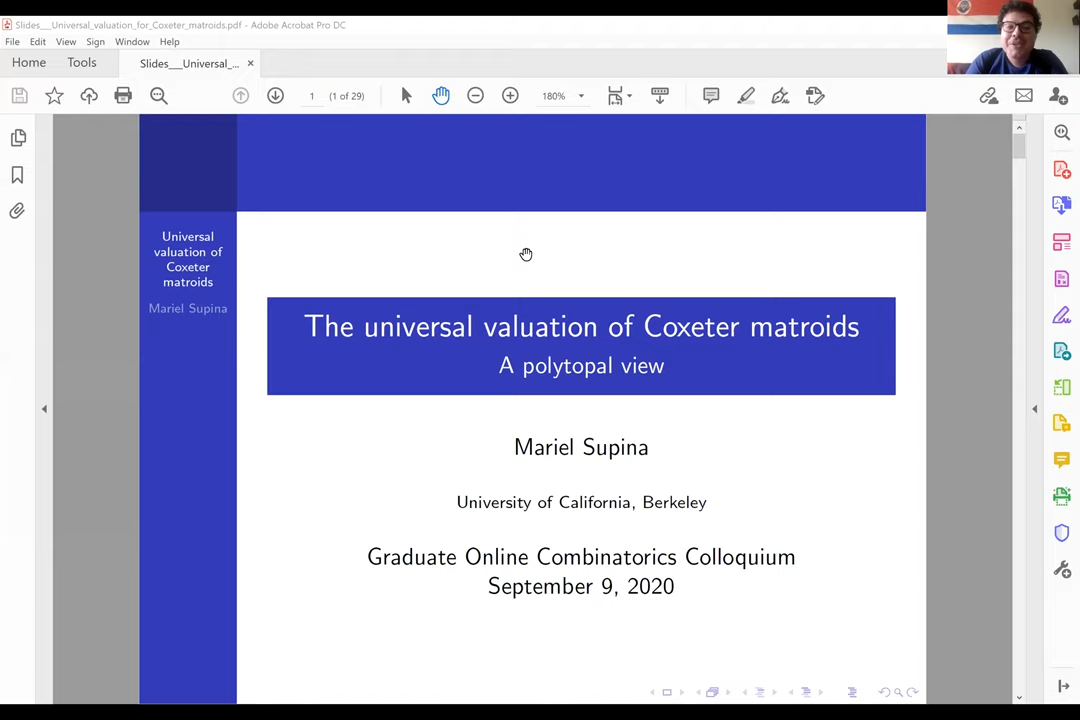 Slides__Universal_valuation_for_Coxeter_matroids.pdf - Adobe Acrobat Pro DC
File Edit View Sign Window Help
Home Tools Slides__Universal_... ×
1 (1 of 29) 180%
Universal
valuation of
Coxeter
matroids
Mariel Supina
The universal valuation of Coxeter matroids
A polytopal view
Mariel Supina
University of California, Berkeley
Graduate Online Combinatorics Colloquium
September 9, 2020